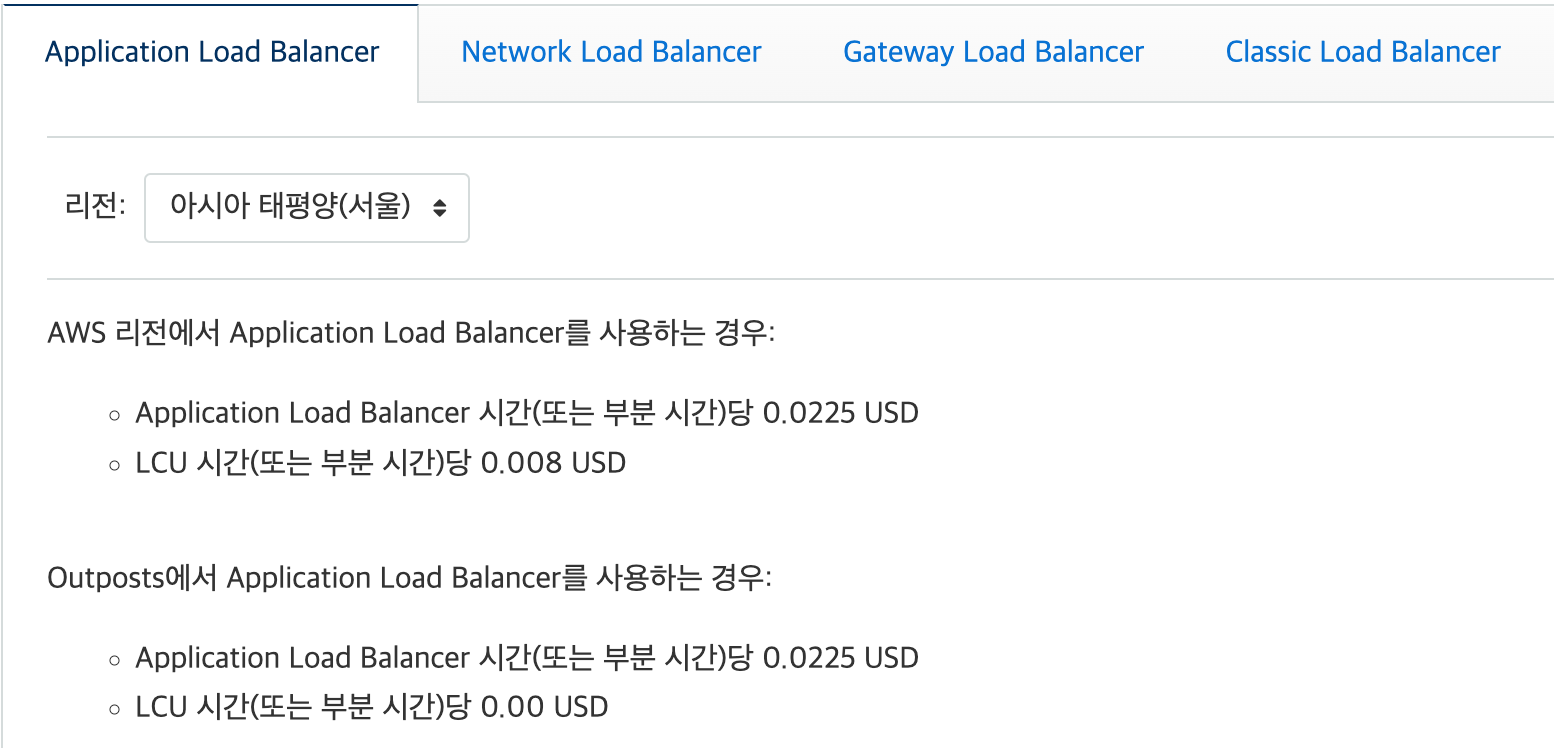 Application Load Balancer Network Load Balancer Gateway Load Balancer Classic Load Balancer
리전: 아시아 태평양(서울)
AWS 리전에서 Application Load Balancer를 사용하는 경우:
Application Load Balancer 시간(또는 부분 시간)당 0.0225 USD
LCU 시간(또는 부분 시간)당 0.008 USD
Outposts에서 Application Load Balancer를 사용하는 경우:
Application Load Balancer 시간(또는 부분 시간)당 0.0225 USD
LCU 시간(또는 부분 시간)당 0.00 USD